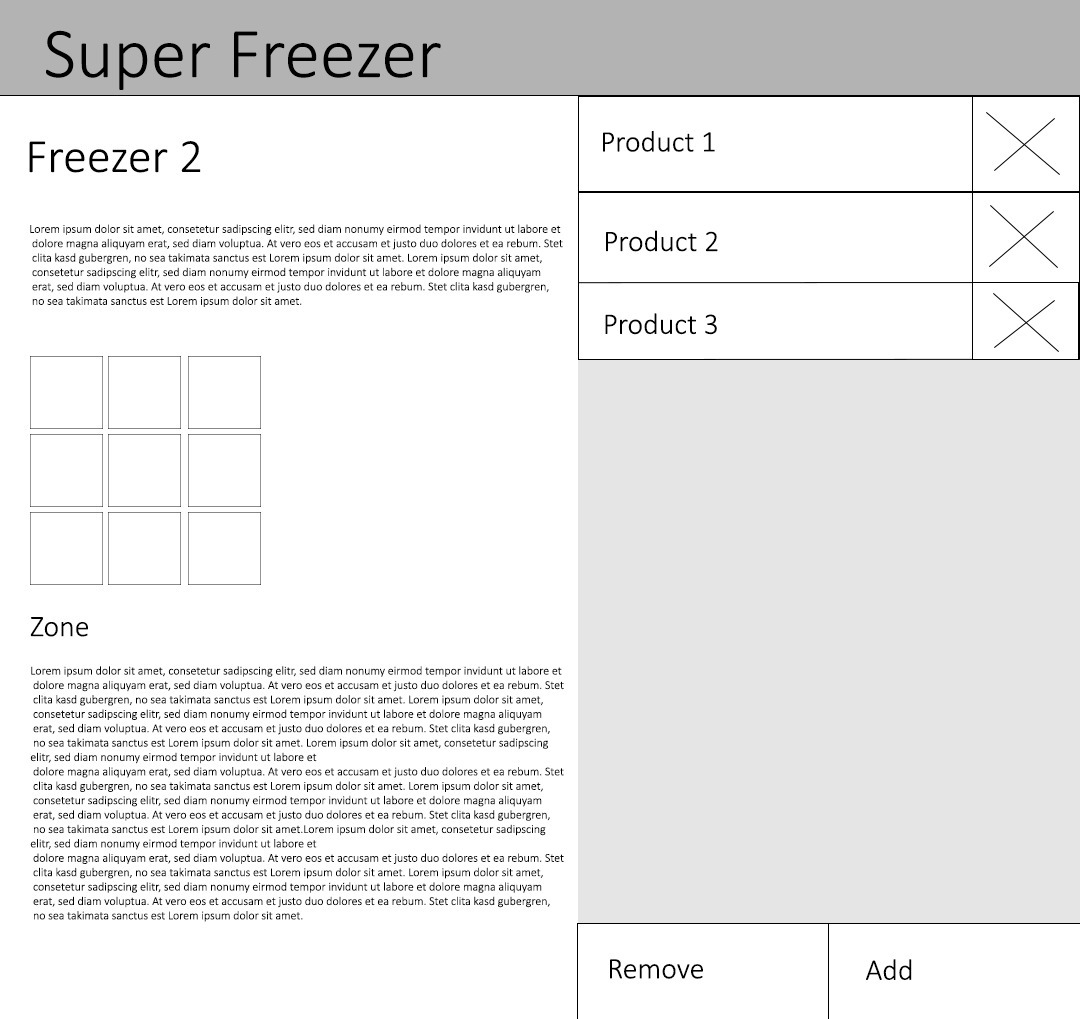 Super Freezer
Freezer 2
Lorem ipsum dolor sit amet, consetetur sadipscing elitr, sed diam nonumy eirmod tempor invidunt ut labore et
dolore magna aliquyam erat, sed diam voluptua. At vero eos et accusam et justo duo dolores et ea rebum. Stet
clita kasd gubergren, no sea takimata sanctus est Lorem ipsum dolor sit amet. Lorem ipsum dolor sit amet,
consetetur sadipscing elitr, sed diam nonumy eirmod tempor invidunt ut labore et dolore magna aliquyam
erat, sed diam voluptua. At vero eos et accusam et justo duo dolores et ea rebum. Stet clita kasd gubergren,
no sea takimata sanctus est Lorem ipsum dolor sit amet.
Zone
Lorem ipsum dolor sit amet, consetetur sadipscing elitr, sed diam nonumy eirmod tempor invidunt ut labore et
dolore magna aliquyam erat, sed diam voluptua. At vero eos et accusam et justo duo dolores et ea rebum. Stet
clita kasd gubergren, no sea takimata sanctus est Lorem ipsum dolor sit amet. Lorem ipsum dolor sit amet,
consetetur sadipscing elitr, sed diam nonumy eirmod tempor invidunt ut labore et dolore magna aliquyam
erat, sed diam voluptua. At vero eos et accusam et justo duo dolores et ea rebum. Stet clita kasd gubergren,
no sea takimata sanctus est Lorem ipsum dolor sit amet. Lorem ipsum dolor sit amet, consetetur sadipscing
elitr, sed diam nonumy eirmod tempor invidunt ut labore et
dolore magna aliquyam erat, sed diam voluptua. At vero eos et accusam et justo duo dolores et ea rebum. Stet
clita kasd gubergren, no sea takimata sanctus est Lorem ipsum dolor sit amet. Lorem ipsum dolor sit amet,
consetetur sadipscing elitr, sed diam nonumy eirmod tempor invidunt ut labore et dolore magna aliquyam
erat, sed diam voluptua. At vero eos et accusam et justo duo dolores et ea rebum. Stet clita kasd gubergren,
no sea takimata sanctus est Lorem ipsum dolor sit amet.Lorem ipsum dolor sit amet, consetetur sadipscing
elitr, sed diam nonumy eirmod tempor invidunt ut labore et
dolore magna aliquyam erat, sed diam voluptua. At vero eos et accusam et justo duo dolores et ea rebum. Stet
clita kasd gubergren, no sea takimata sanctus est Lorem ipsum dolor sit amet. Lorem ipsum dolor sit amet,
consetetur sadipscing elitr, sed diam nonumy eirmod tempor invidunt ut labore et dolore magna aliquyam
erat, sed diam voluptua. At vero eos et accusam et justo duo dolores et ea rebum. Stet clita kasd gubergren,
no sea takimata sanctus est Lorem ipsum dolor sit amet.
Product 1
Product 2
Product 3
Remove
Add